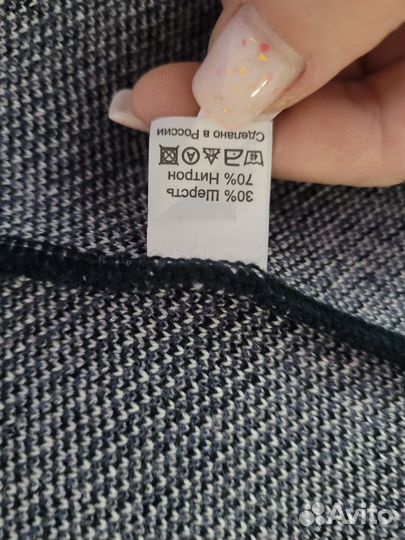 30% Шерсть
70% Нитрон
Сделано в России
Avito